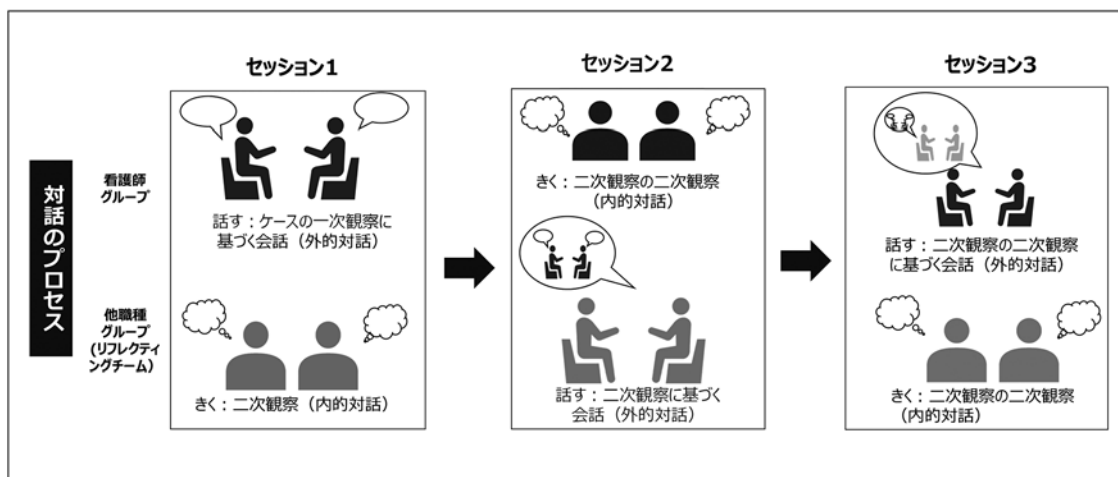 対話のプロセス
看護師
グループ
他職種
グループ
(リフレクティ
ングチーム)
セッション1
話す：ケースの一次観察に
基づく会話（外的対話）
きく：二次観察（内的対話）
セッション2
きく：二次観察の二次観察
(内的対話）
話す：二次観察に基づく
会話（外的対話）
セッション3
話す：二次観察の二次観察
に基づく会話（外的対話）
きく：二次観察の二次観察
(内的対話）